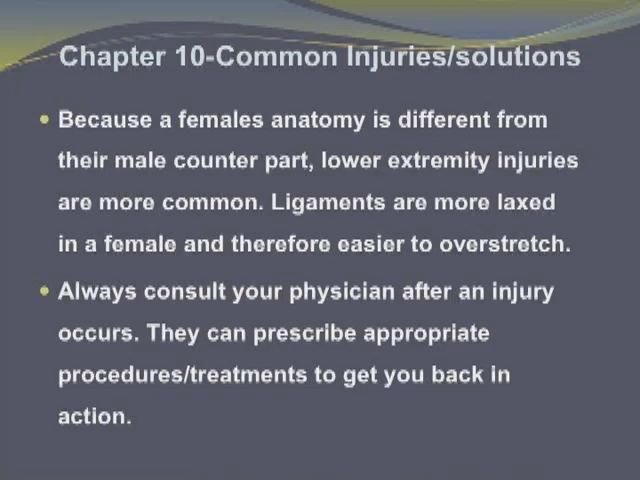 Chapter 10-Common Injuries/solutions
Because a females anatomy is different from
their male counter part, lower extremity injuries
are more common. Ligaments are more laxed
in a female and therefore easier to overstretch.
Always consult your physician after an injury
occurs. They can prescribe appropriate
procedures/treatments to get you back in
action.